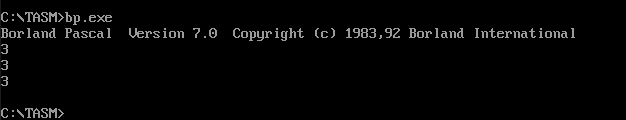 C:\TASM>bp.exe
Borland Pascal  Version 7.0  Copyright (c) 1983,92 Borland International
3
3
3
C:\TASM>